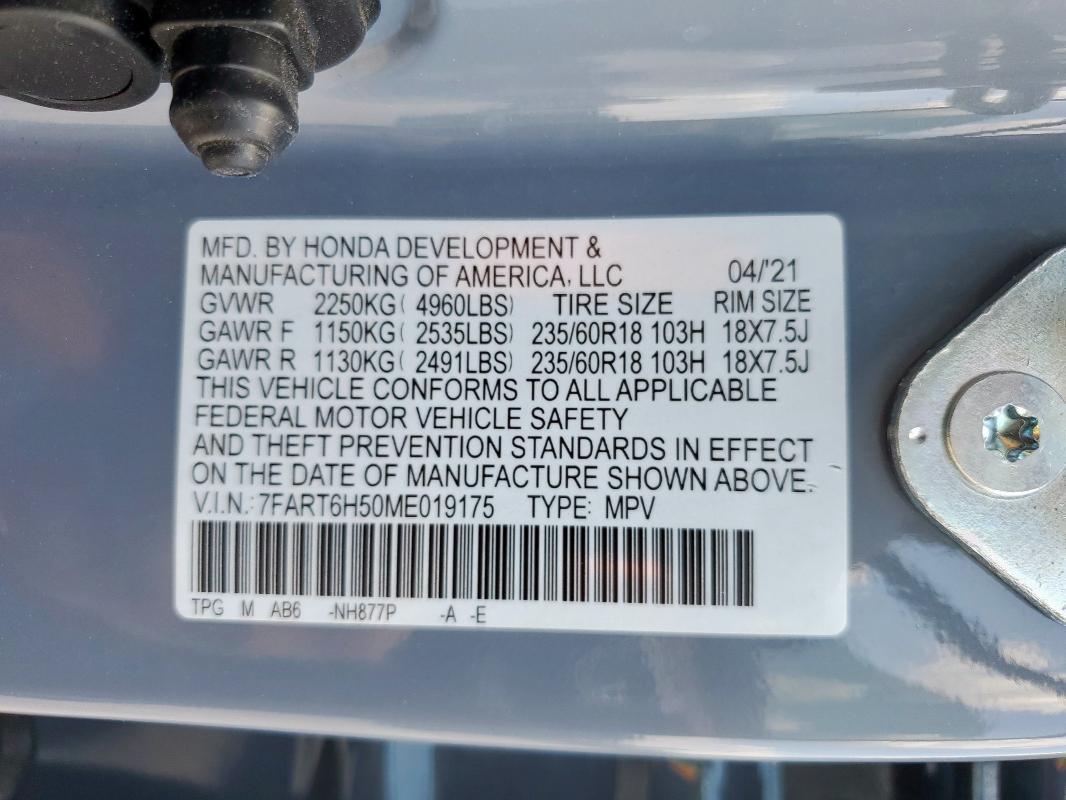 MFD. BY HONDA DEVELOPMENT &
MANUFACTURING OF AMERICA, LLC 04/'21
GVWR 2250KG( 4960LBS) TIRE SIZE RIM SIZE
GAWR F 1150KG( 2535LBS) 235/60R18 103H 18X7.5J
GAWR R 1130KG( 2491LBS) 235/60R18 103H 18X7.5J
THIS VEHICLE CONFORMS TO ALL APPLICABLE
FEDERAL MOTOR VEHICLE SAFETY
AND THEFT PREVENTION STANDARDS IN EFFECT
ON THE DATE OF MANUFACTURE SHOWN ABOVE.
V.I.N.:7FART6H50ME019175 TYPE: MPV
TPG M AB6 -NH877P -A -E